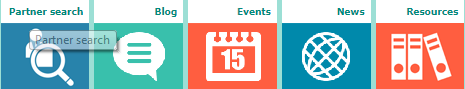 Partner search
Blog
Events
News
Resources
Partner search
15